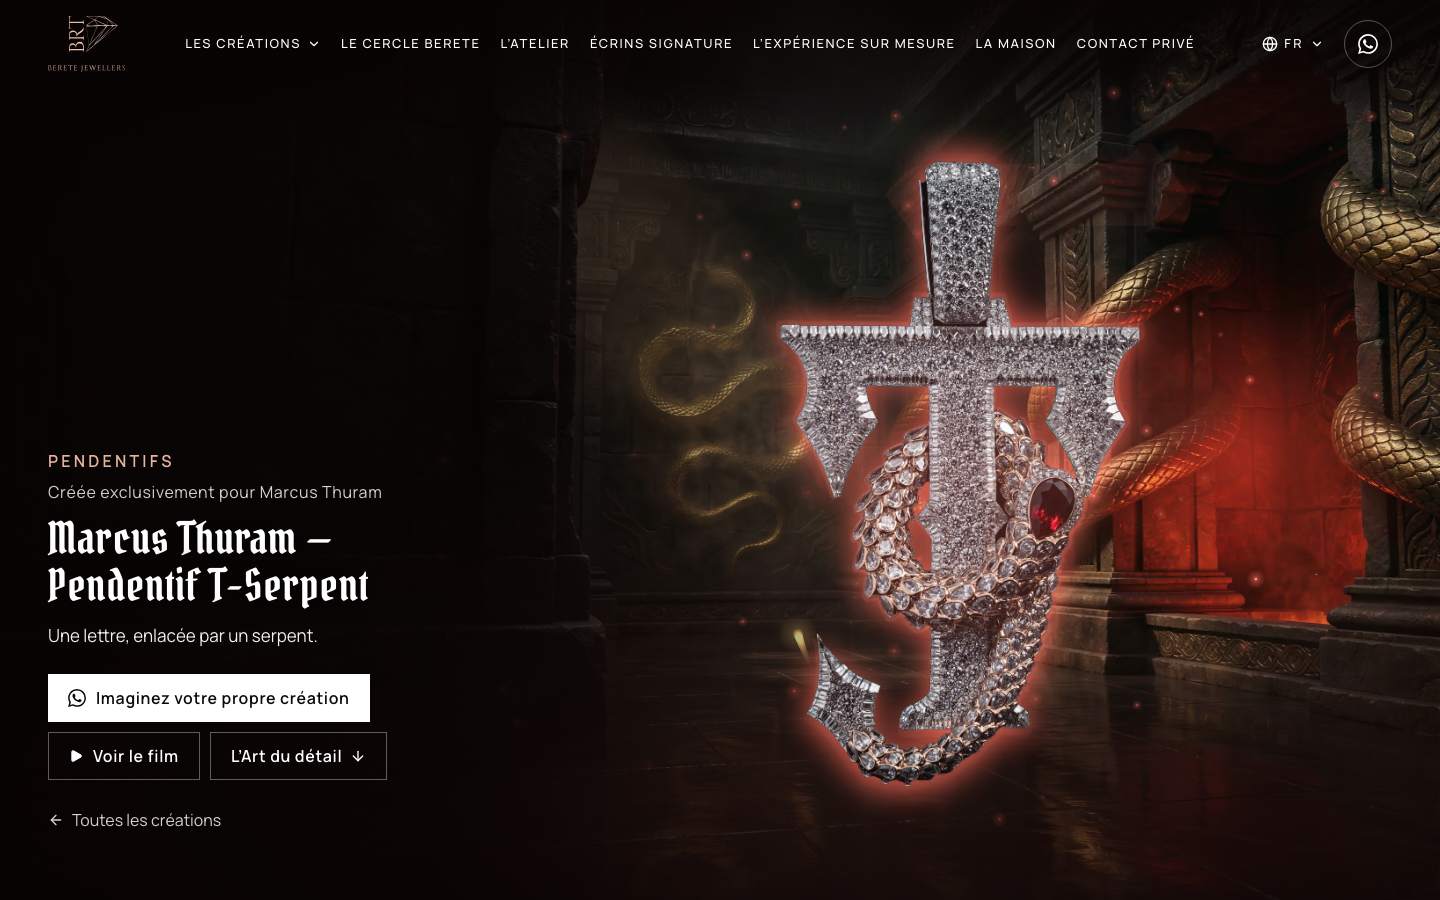 BRT
BERETE JEWELLERS
LES CRÉATIONS
LE CERCLE BERETE
L'ATELIER
ÉCRINS SIGNATURE
L'EXPÉRIENCE SUR MESURE
LA MAISON
CONTACT PRIVÉ
FR
PENDENTIFS
Créée exclusivement pour Marcus Thuram
Marcus Thuram —
Pendentif T-Serpent
Une lettre, enlacée par un serpent.
Imaginez votre propre création
Voir le film
L'Art du détail ↓
← Toutes les créations